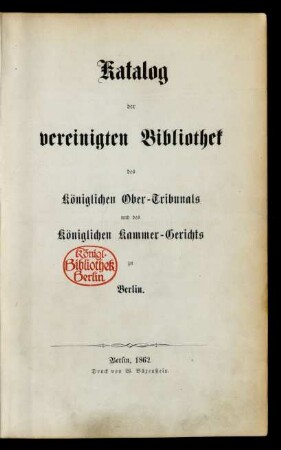 Katalog
der
vereinigten Bibliothek
des
Königlichen Ober-Tribunals
und des
Königlichen Kammer-Gerichts
zu
Königl.
Bibliothek
Berlin
Berlin.
Berlin, 1862.
Druck von W. Büxenstein.